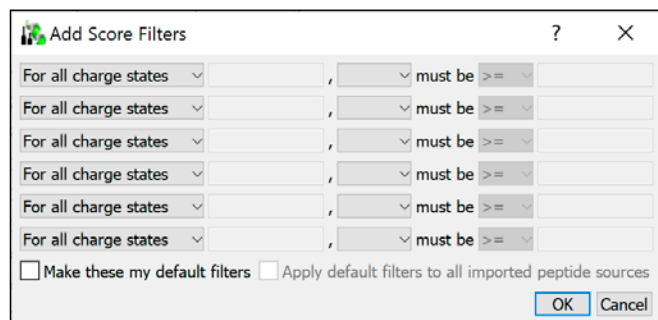 Add Score Filters ? X
For all charge states , must be >=
For all charge states , must be >=
For all charge states , must be >=
For all charge states , must be >=
For all charge states , must be >=
For all charge states , must be >=
Make these my default filters Apply default filters to all imported peptide sources
OK Cancel